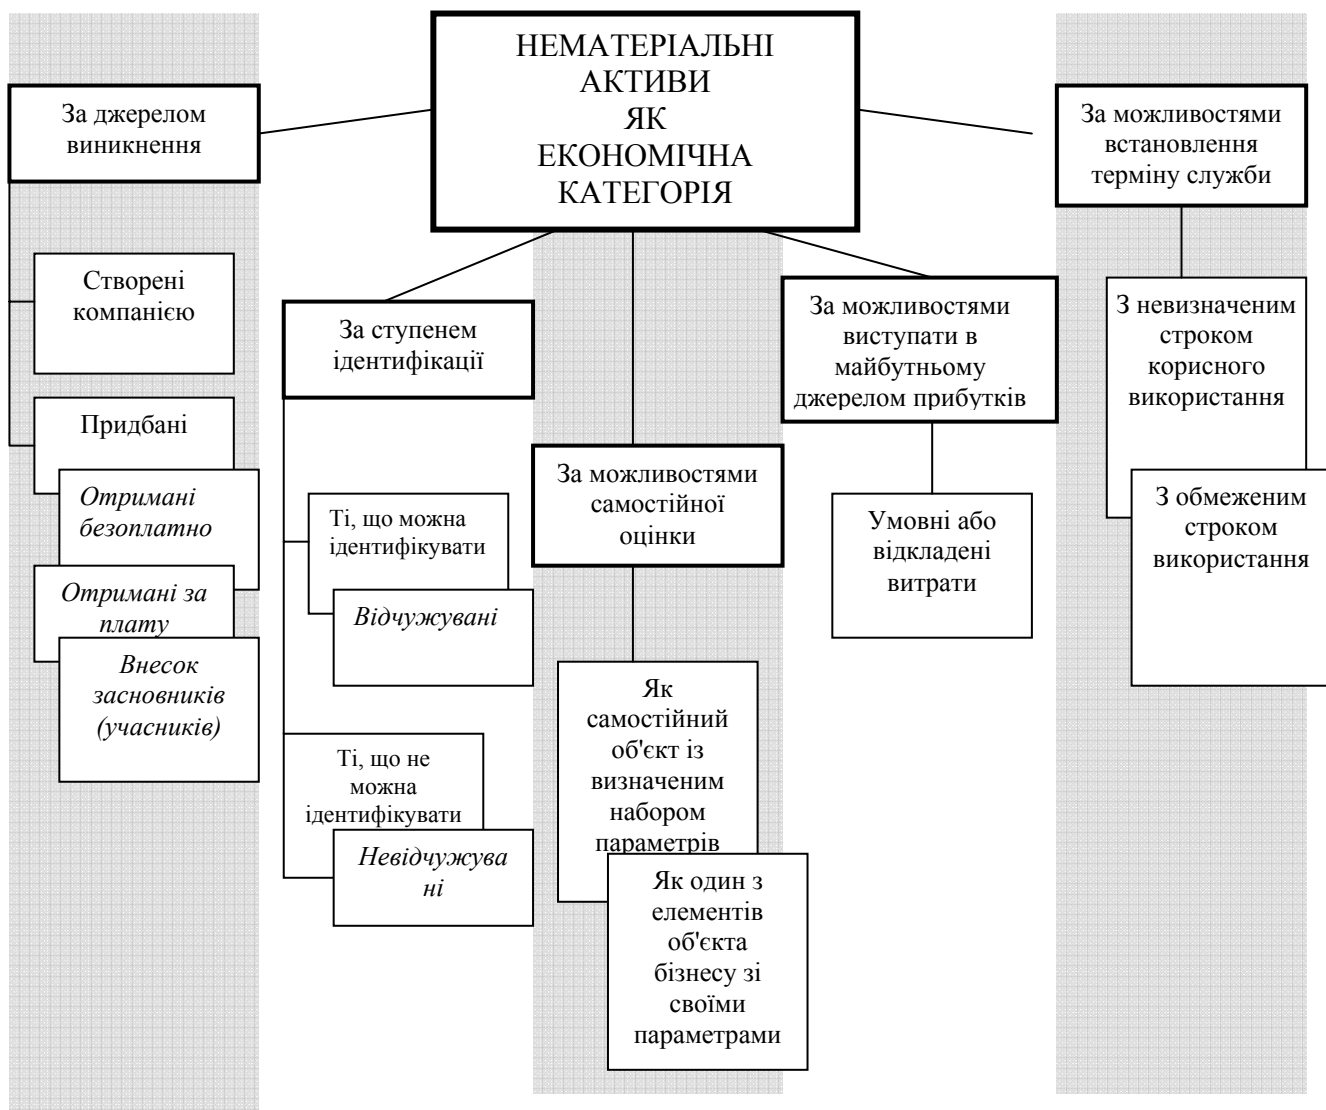 НЕМАТЕРІАЛЬНІ
АКТИВИ
ЯК
ЕКОНОМІЧНА
КАТЕГОРІЯ
За джерелом
виникнення
Створені
компанією
Придбані
Отримані
безоплатно
Отримані за
плату
Внесок
засновників
(учасників)
За ступенем
ідентифікації
Ті, що можна
ідентифікувати
Відчужувані
Ті, що не
можна
ідентифікувати
Невідчужува
ні
За можливостями
самостійної
оцінки
Як
самостійний
об'єкт із
визначеним
набором
параметрів
Як один з
елементів
об'єкта
бізнесу зі
своїми
параметрами
За можливостями
виступати в
майбутньому
джерелом прибутків
Умовні або
відкладені
витрати
За можливостями
встановлення
терміну служби
З невизначеним
строком
корисного
використання
З обмеженим
строком
використання